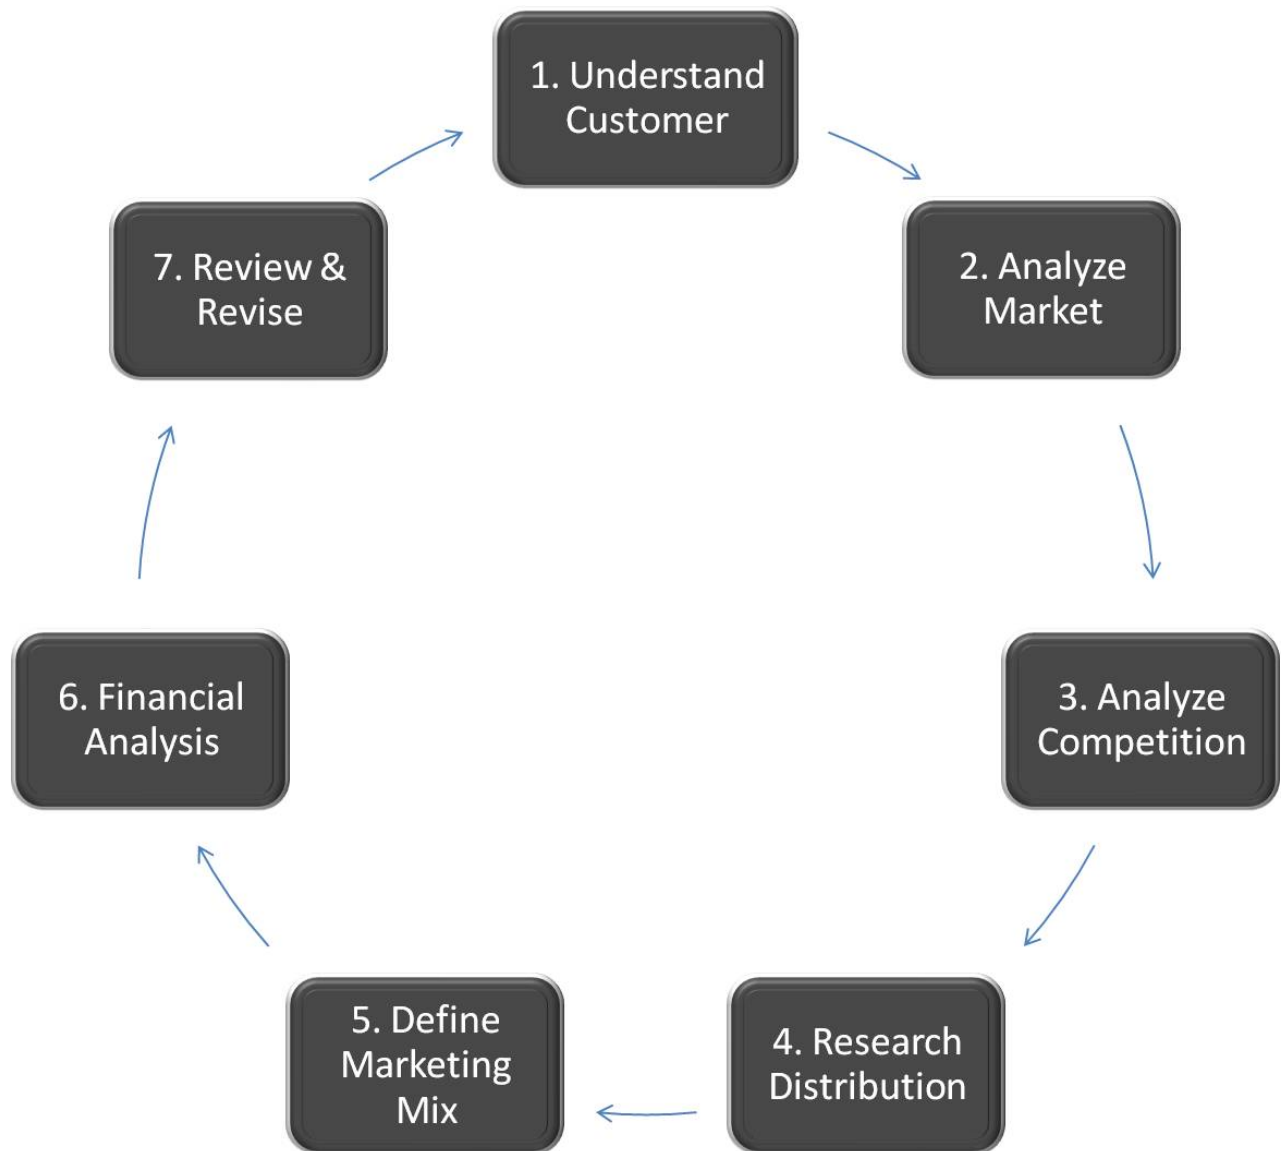 1. Understand
Customer
2. Analyze
Market
3. Analyze
Competition
4. Research
Distribution
5. Define
Marketing
Mix
6. Financial
Analysis
7. Review &
Revise